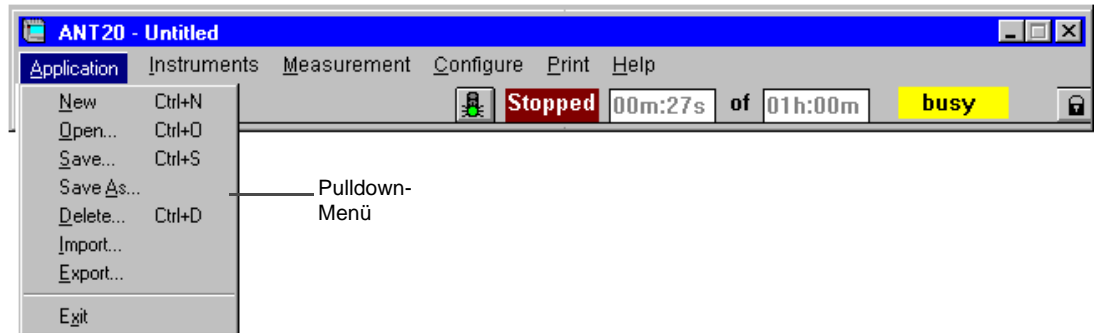 ANT20 - Untitled
Application Instruments Measurement Configure Print Help
Stopped 00m:27s of 01h:00m busy
New Ctrl+N
Open... Ctrl+O
Save... Ctrl+S
Save As...
Delete... Ctrl+D
Import...
Export...
Exit
Pulldown-
Menü